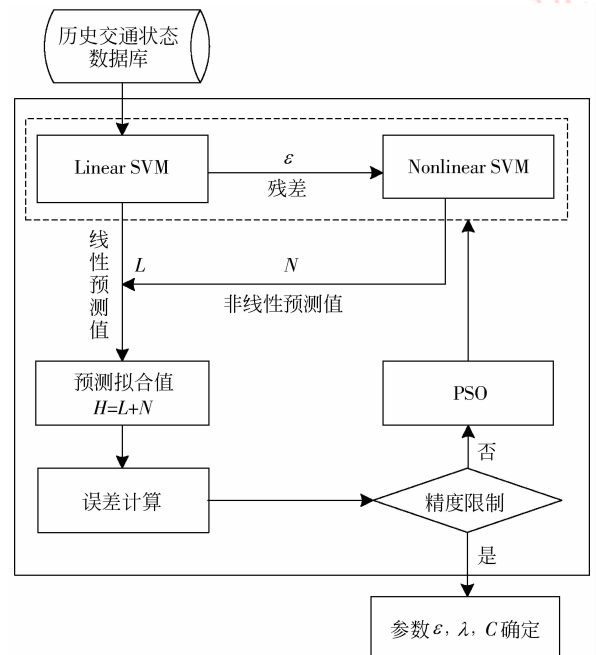 历史交通状态
数据库
Linear SVM
ε
残差
Nonlinear SVM
线性预测值
L
N
非线性预测值
预测拟合值
H=L+N
PSO
否
误差计算
精度限制
是
参数ε, λ, C确定